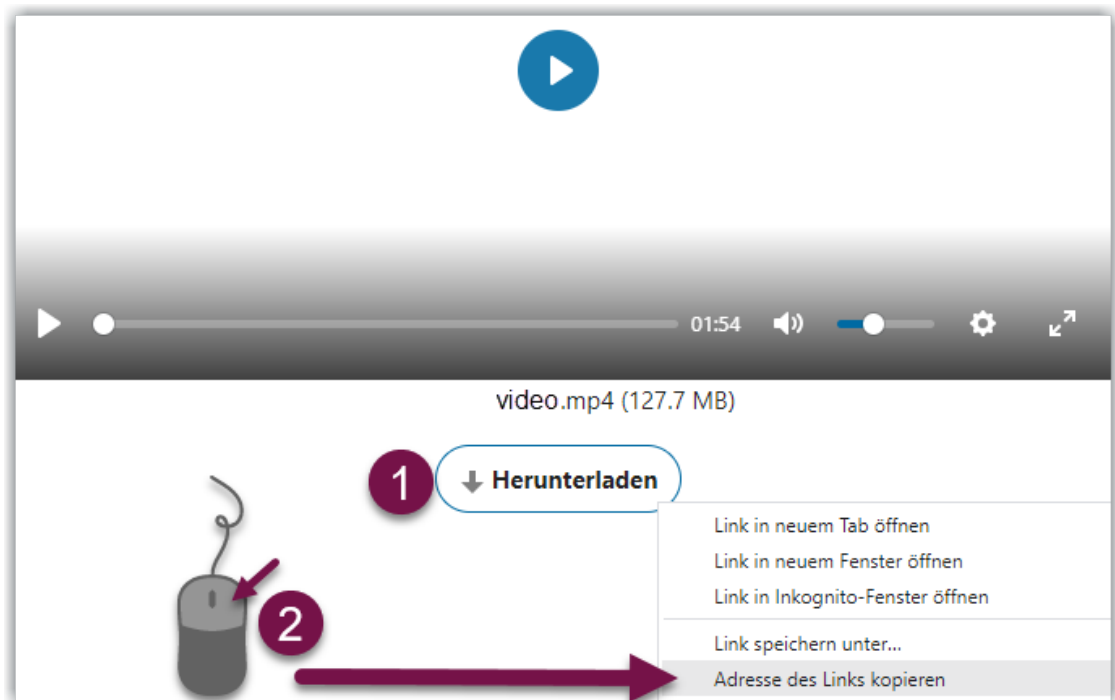 01:54
video.mp4 (127.7 MB)
1
Herunterladen
Link in neuem Tab öffnen
Link in neuem Fenster öffnen
Link in Inkognito-Fenster öffnen
2
Link speichern unter...
Adresse des Links kopieren